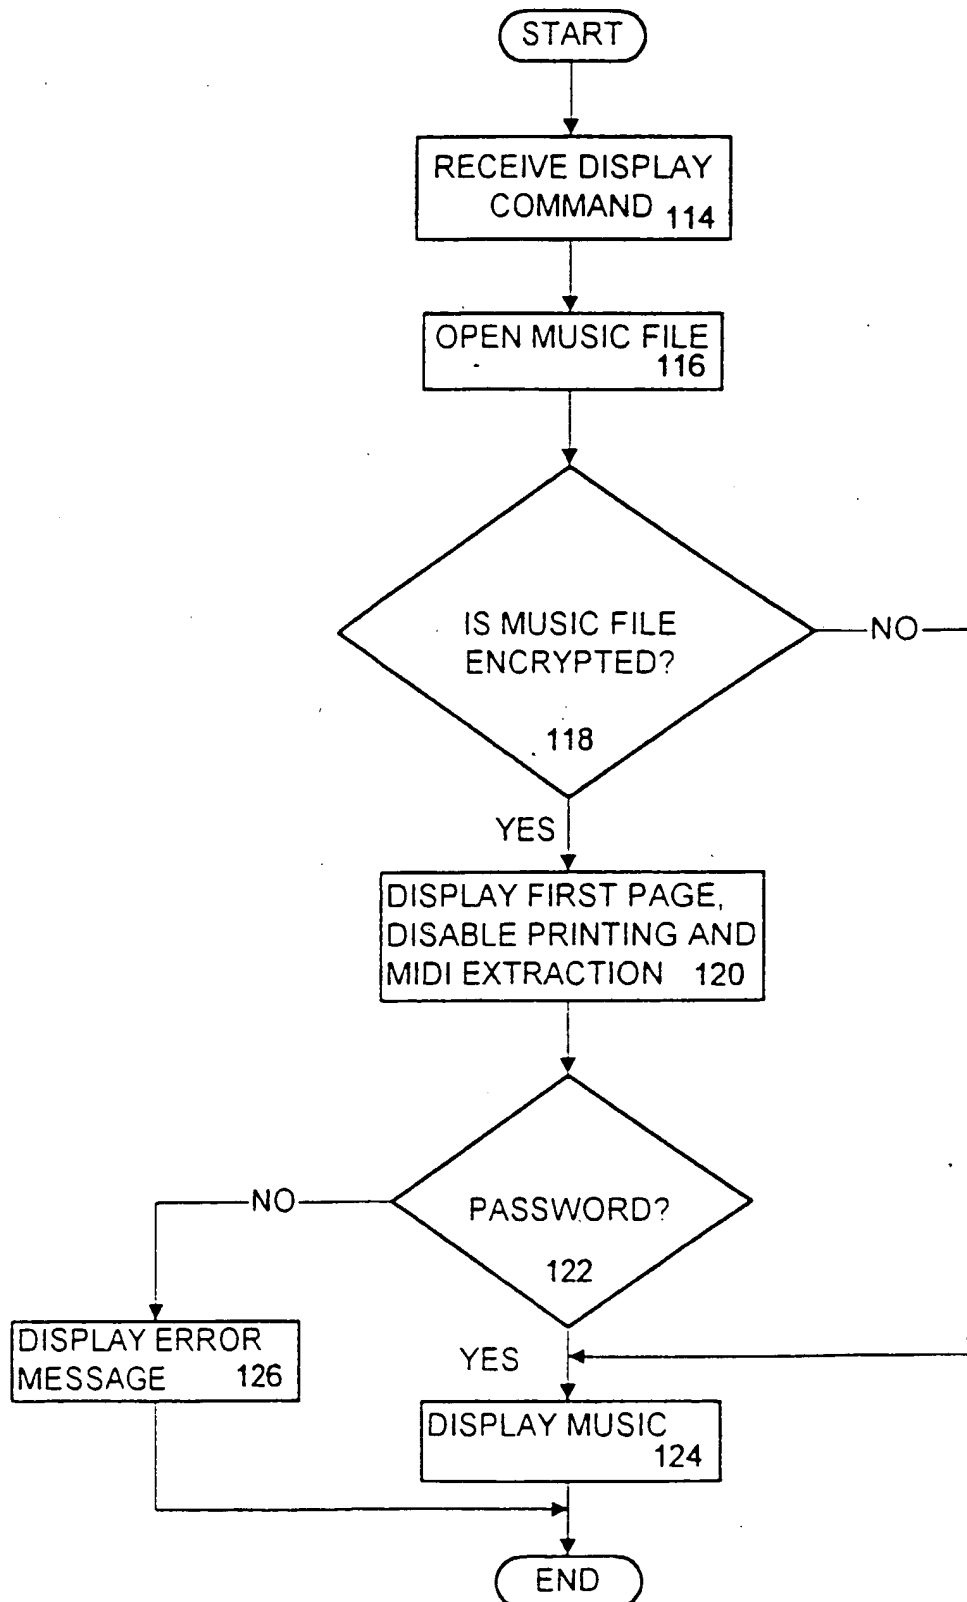 START
RECEIVE DISPLAY
COMMAND 114
OPEN MUSIC FILE
116
IS MUSIC FILE
ENCRYPTED?
118
NO
YES
DISPLAY FIRST PAGE,
DISABLE PRINTING AND
MIDI EXTRACTION 120
PASSWORD?
122
NO
DISPLAY ERROR
MESSAGE 126
YES
DISPLAY MUSIC
124
END